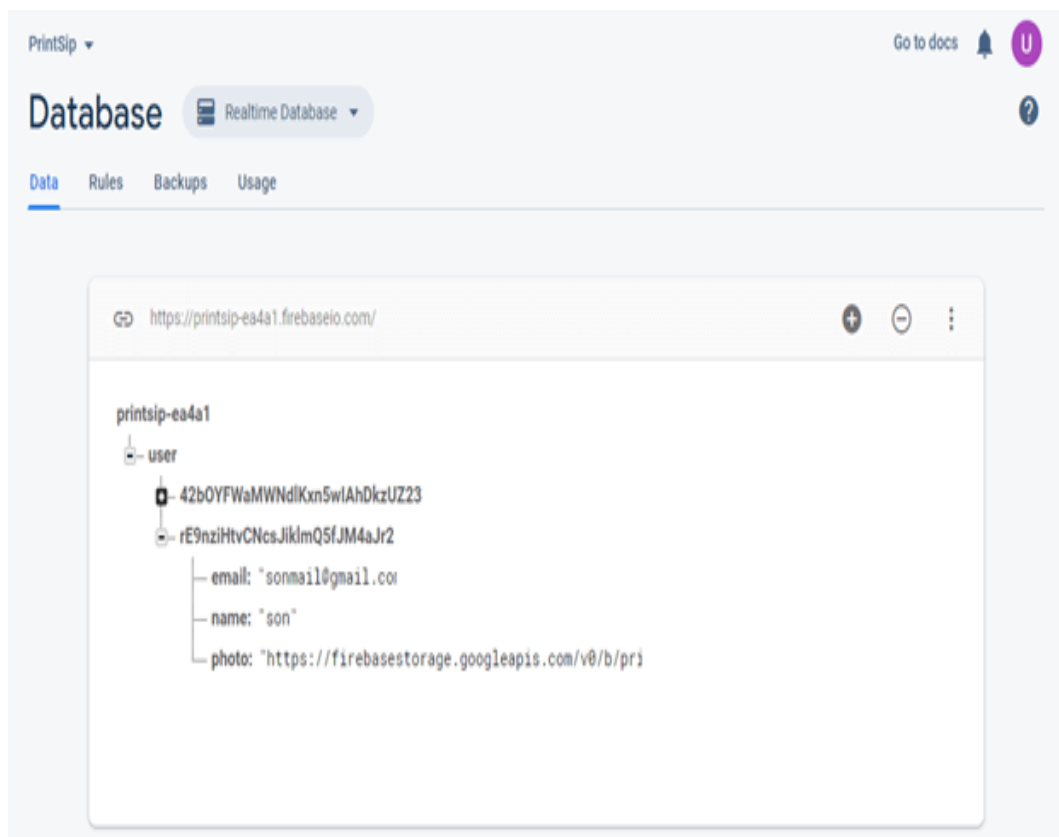 PrintSip
Go to docs
U
Database
Realtime Database
?
Data Rules Backups Usage
https://printsip-ea4a1.firebaseio.com/
printsip-ea4a1
user
42bOYFWaMWNdlKxn5wIAhDkzUZ23
rE9nziHtvCNcsJiklmQ5fJM4aJr2
email: "sonmail@gmail.co
name: "son"
photo: "https://firebasestorage.googleapis.com/v0/b/pri